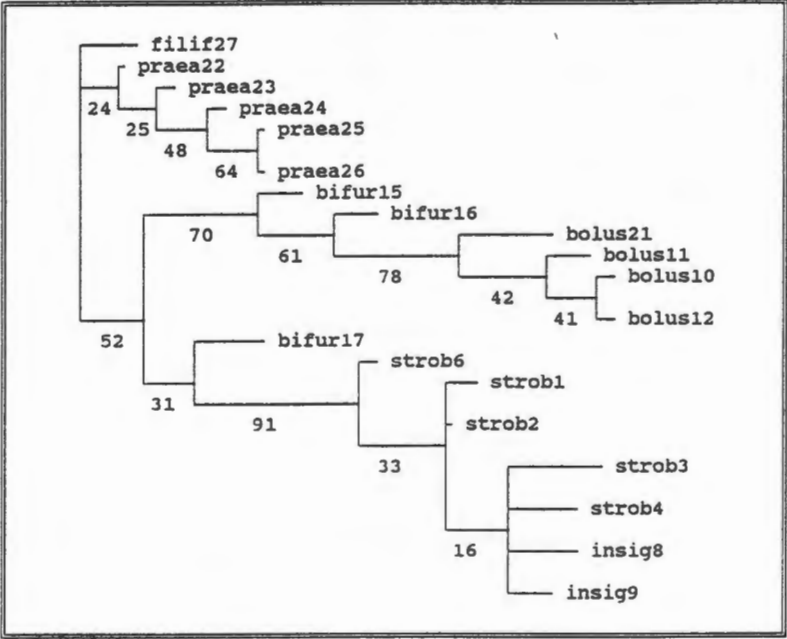 filif27
praea22
praea23
24
praea24
25
praea25
48
64
praea26
bifur15
bifur16
70
bolus21
61
bolus11
78
bolus10
42
41
bolus12
52
bifur17
strob6
strob1
31
91
strob2
33
strob3
strob4
16
insig8
insig9